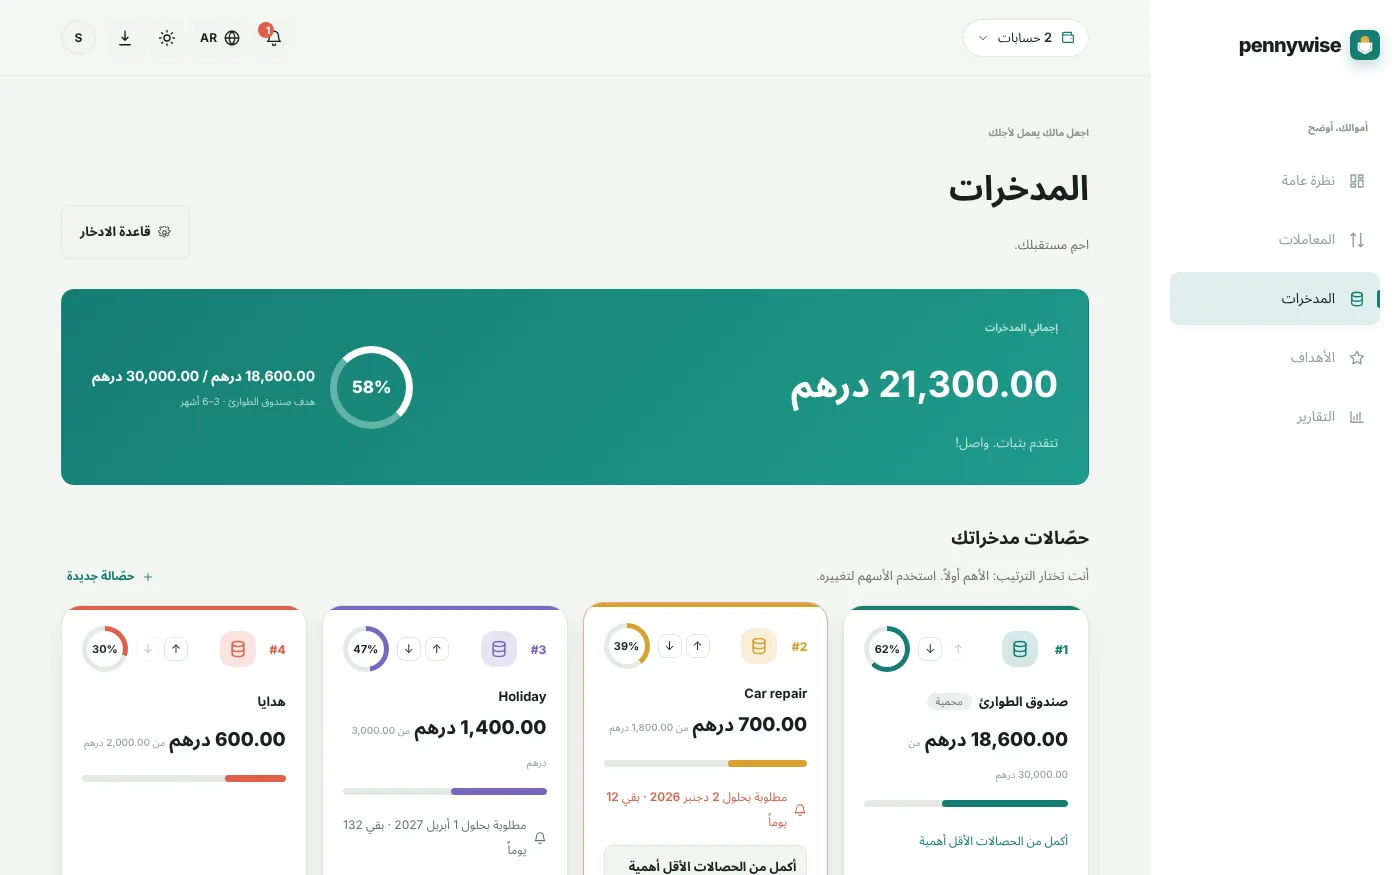 pennywise
أموالك، أوضح
نظرة عامة
المعاملات
المدخرات
الأهداف
التقارير
2 حسابات
1
AR
S
اجعل مالك يعمل لأجلك
المدخرات
احمِ مستقبلك.
قاعدة الادخار
إجمالي المدخرات
21,300.00 درهم
تتقدم بثبات. واصل!
58%
18,600.00 درهم / 30,000.00 درهم
هدف صندوق الطوارئ · 3–6 أشهر
حصّالات مدخراتك
أنت تختار الترتيب: الأهم أولاً. استخدم الأسهم لتغييره.
+ حصّالة جديدة
#1
62%
صندوق الطوارئ محمية
18,600.00 درهم من
30,000.00 درهم
أكمل من الحصالات الأقل أهمية
#2
39%
Car repair
700.00 درهم من 1,800.00 درهم
مطلوبة بحلول 2 دجنبر 2026 · بقي 12
يوماً
أكمل من الحصالات الأقل أهمية
#3
47%
Holiday
1,400.00 درهم من 3,000.00
درهم
مطلوبة بحلول 1 أبريل 2027 · بقي 132
يوماً
#4
30%
هدايا
600.00 درهم من 2,000.00 درهم